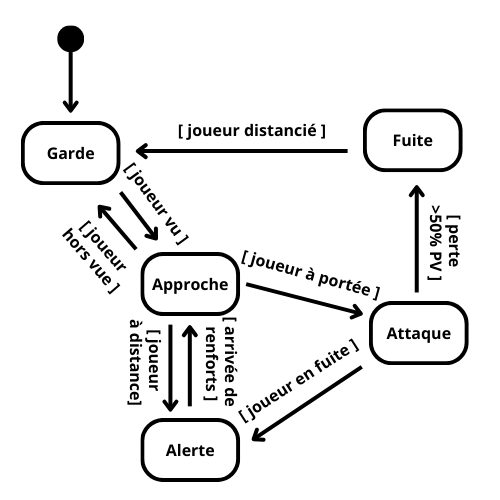 [ joueur distancié ]
Fuite
Garde
[ joueur vu ]
[ joueur
hors vue ]
[ perte
>50% PV ]
[ joueur à portée ]
Approche
Attaque
[ joueur
à distance]
[ arrivée de
renforts ]
[ joueur en fuite ]
Alerte